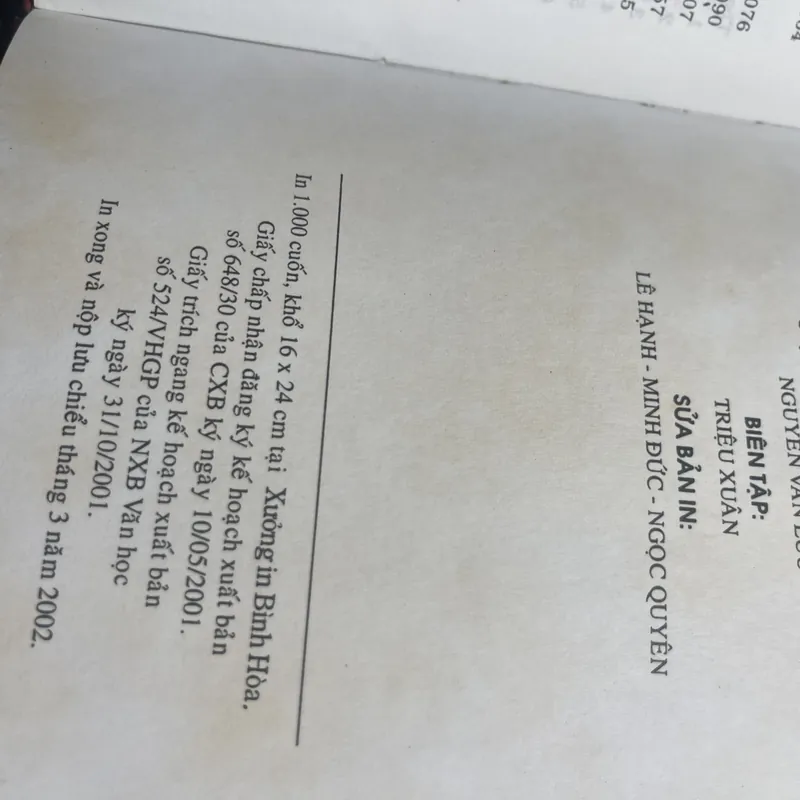 NGUYỄN VĂN
BIÊN TẬP:
TRIỆU XUÂN
SỬA BẢN IN:
LÊ HẠNH - MINH ĐỨC - NGỌC QUYÊN
In 1.000 cuốn, khổ 16 x 24 cm tại Xưởng in Bình Hòa.
Giấy chấp nhận đăng ký kế hoạch xuất bản
số 648/30 của CXB ký ngày 10/05/2001.
Giấy trích ngang kế hoạch xuất bản
số 524/VHGP của NXB Văn học
ký ngày 31/10/2001.
In xong và nộp lưu chiểu tháng 3 năm 2002.